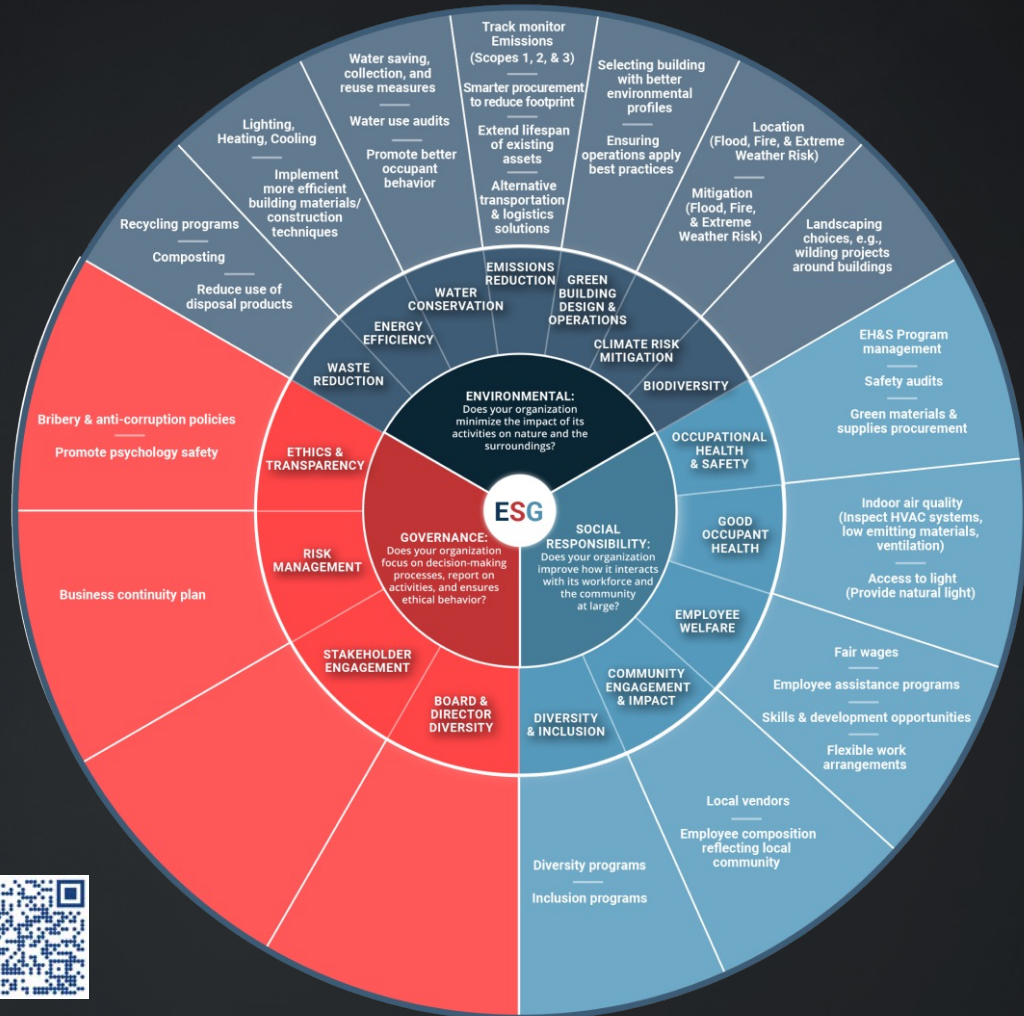 Track monitor
Emissions
(Scopes 1, 2, & 3)
Smarter procurement
to reduce footprint
Extend lifespan
of existing
assets
Alternative
transportation
& logistics
solutions
Water saving,
collection, and
reuse measures
Water use audits
Promote better
occupant
behavior
Selecting building
with better
environmental
profiles
Ensuring
operations apply
best practices
Lighting,
Heating, Cooling
Implement
more efficient
building materials/
construction
techniques
Location
(Flood, Fire, & Extreme
Weather Risk)
Mitigation
(Flood, Fire,
& Extreme
Weather Risk)
Recycling programs
Composting
Reduce use of
disposal products
Landscaping
choices, e.g.,
wilding projects
around buildings
EMISSIONS
REDUCTION
GREEN
BUILDING
DESIGN &
OPERATIONS
WATER
CONSERVATION
ENERGY
EFFICIENCY
CLIMATE RISK
MITIGATION
WASTE
REDUCTION
BIODIVERSITY
ENVIRONMENTAL:
Does your organization
minimize the impact of its
activities on nature and the
surroundings?
ESG
GOVERNANCE:
Does your organization
focus on decision-making
processes, report on
activities, and ensures
ethical behavior?
SOCIAL
RESPONSIBILITY:
Does your organization
improve how it interacts
with its workforce and
the community
at large?
OCCUPATIONAL
HEALTH
& SAFETY
GOOD
OCCUPANT
HEALTH
EMPLOYEE
WELFARE
COMMUNITY
ENGAGEMENT
& IMPACT
DIVERSITY
& INCLUSION
EH&S Program
management
Safety audits
Green materials &
supplies procurement
Indoor air quality
(Inspect HVAC systems,
low emitting materials,
ventilation)
Access to light
(Provide natural light)
Fair wages
Employee assistance programs
Skills & development opportunities
Flexible work
arrangements
Local vendors
Employee composition
reflecting local
community
Diversity programs
Inclusion programs
ETHICS &
TRANSPARENCY
RISK
MANAGEMENT
STAKEHOLDER
ENGAGEMENT
BOARD &
DIRECTOR
DIVERSITY
Bribery & anti-corruption policies
Promote psychology safety
Business continuity plan